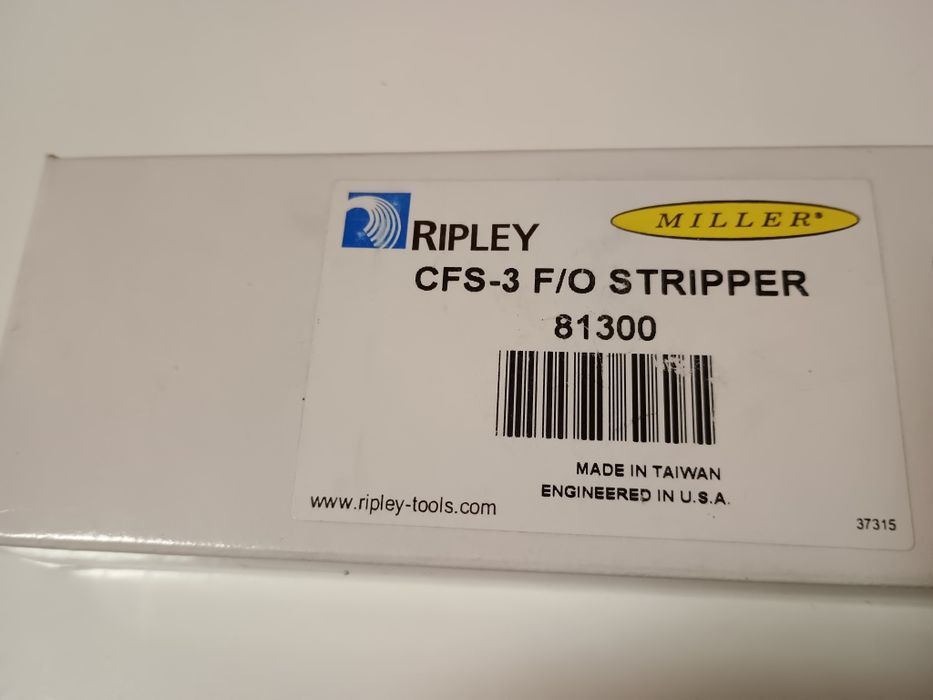 RIPLEY
MILLER®
CFS-3 F/O STRIPPER
81300
MADE IN TAIWAN
ENGINEERED IN U.S.A.
www.ripley-tools.com
37315